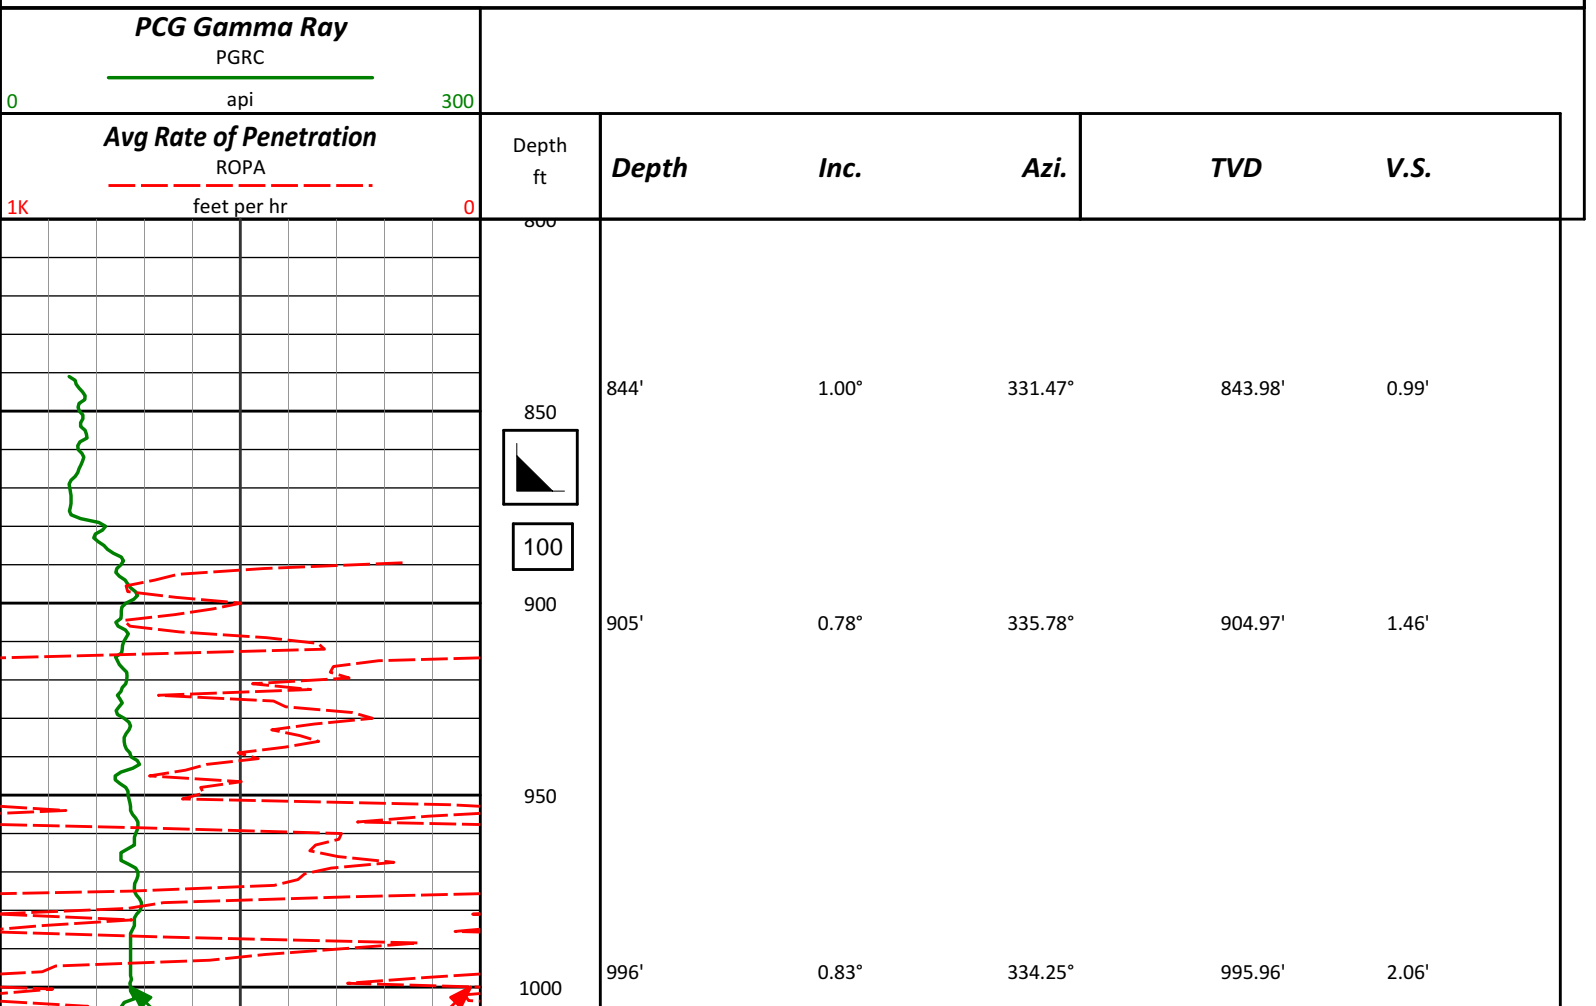 PCG Gamma Ray
PGRC
0 api 300
Avg Rate of Penetration
ROPA
1K feet per hr 0
Depth
ft
Depth Inc. Azi. TVD V.S.
800
844' 1.00° 331.47° 843.98' 0.99'
850
100
900
905' 0.78° 335.78° 904.97' 1.46'
950
996' 0.83° 334.25° 995.96' 2.06'
1000